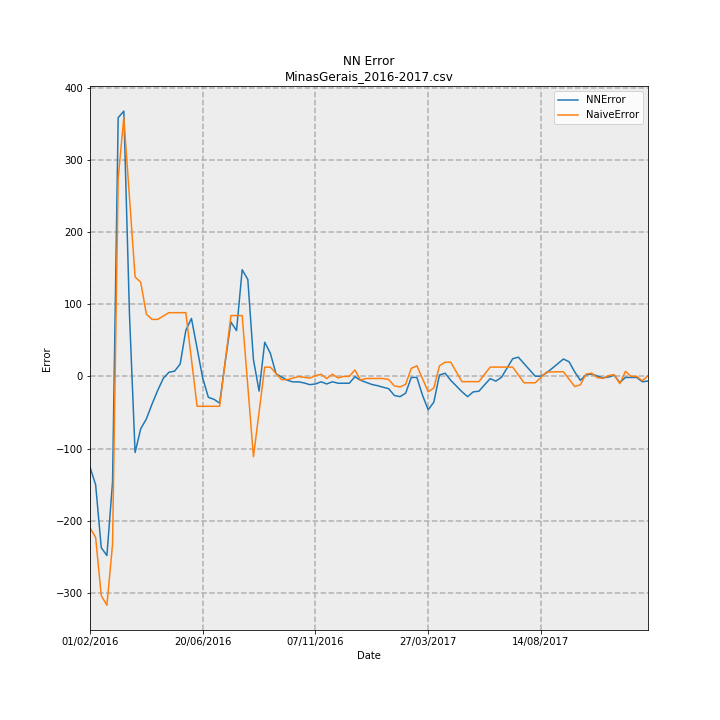 NN Error
MinasGerais_2016-2017.csv
NNError
NaiveError
400
300
200
100
0
−100
−200
−300
Error
01/02/2016 20/06/2016 07/11/2016 27/03/2017 14/08/2017
Date